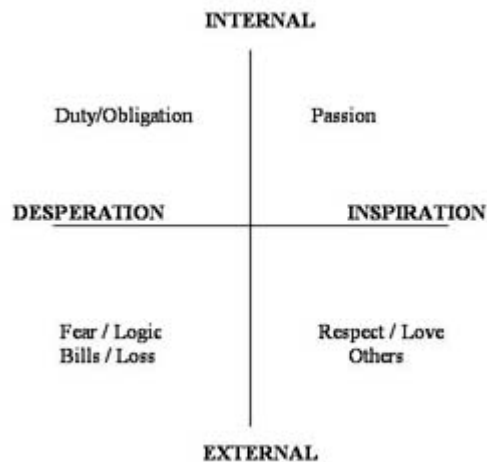 INTERNAL
Duty/Obligation
Passion
DESPERATION
INSPIRATION
Fear / Logic
Bills / Loss
Respect / Love
Others
EXTERNAL